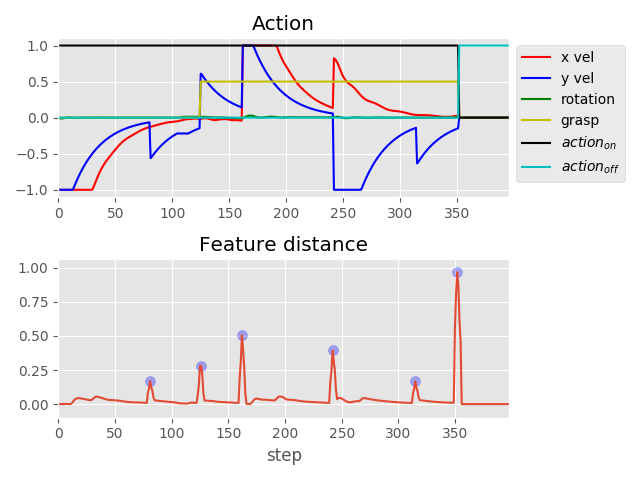 Action
1.0
0.5
0.0
−0.5
−1.0
0 50 100 150 200 250 300 350
x vel
y vel
rotation
grasp
action_on
action_off
Feature distance
1.00
0.75
0.50
0.25
0.00
0 50 100 150 200 250 300 350
step